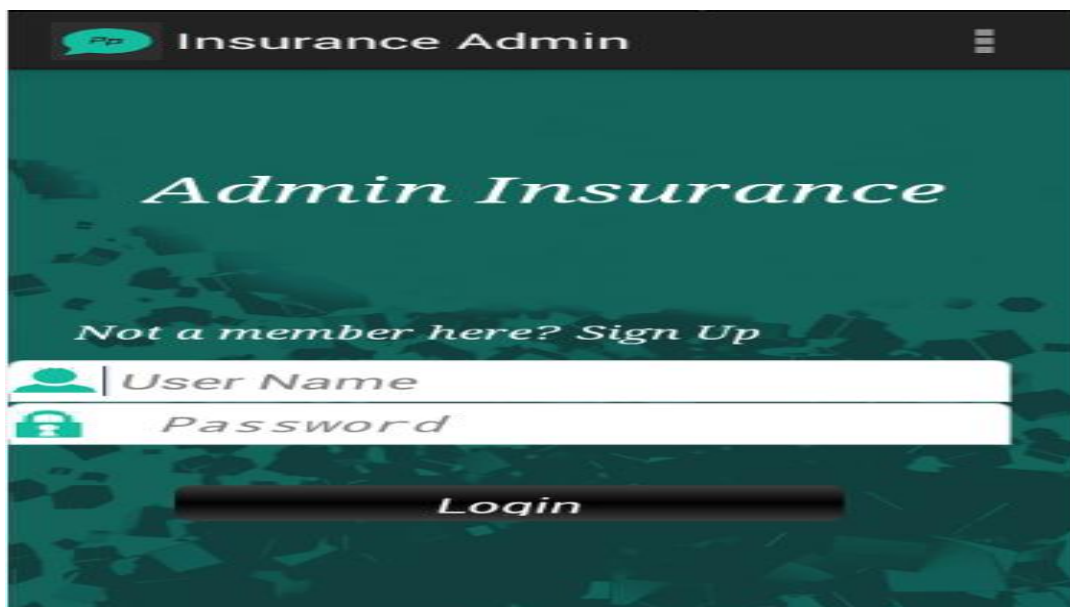 Pp Insurance Admin
Admin Insurance
Not a member here? Sign Up
User Name
Password
Login